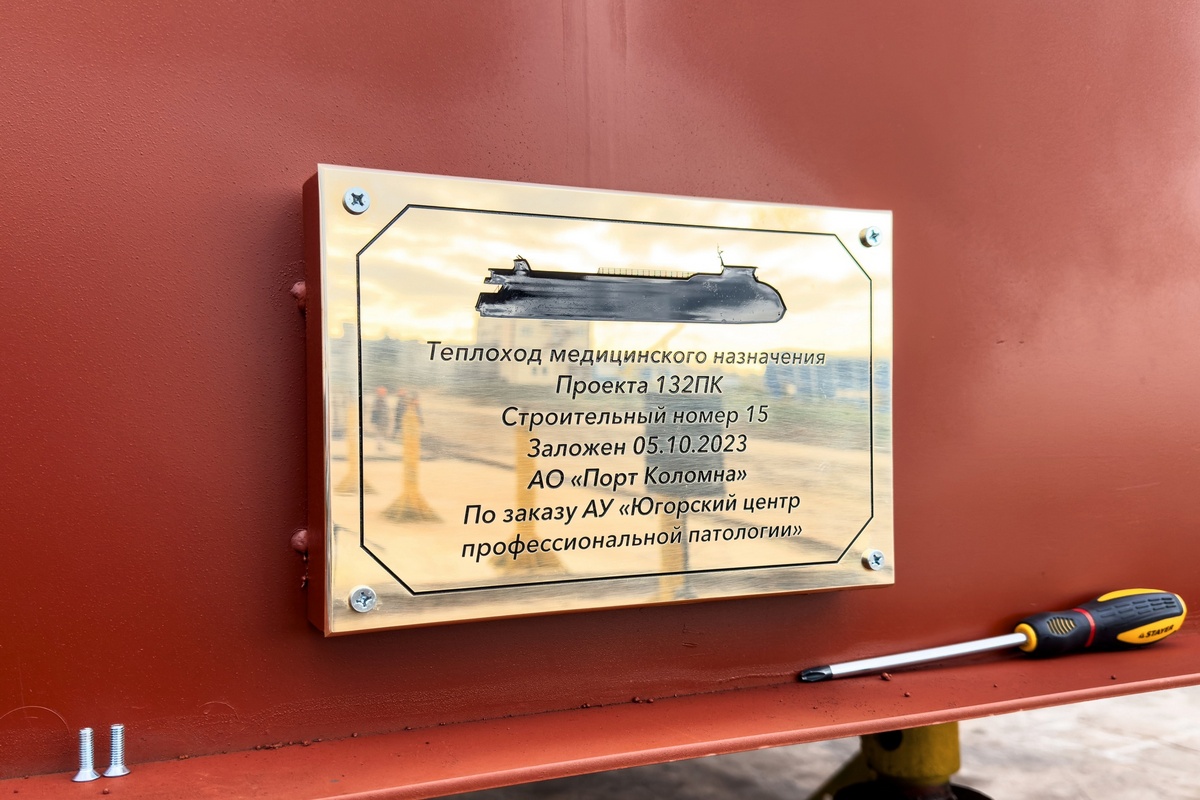 Теплоход медицинского назначения
Проекта 132ПК
Строительный номер 15
Заложен 05.10.2023
АО «Порт Коломна»
По заказу АУ «Югорский центр
профессиональной патологии»
STAYER